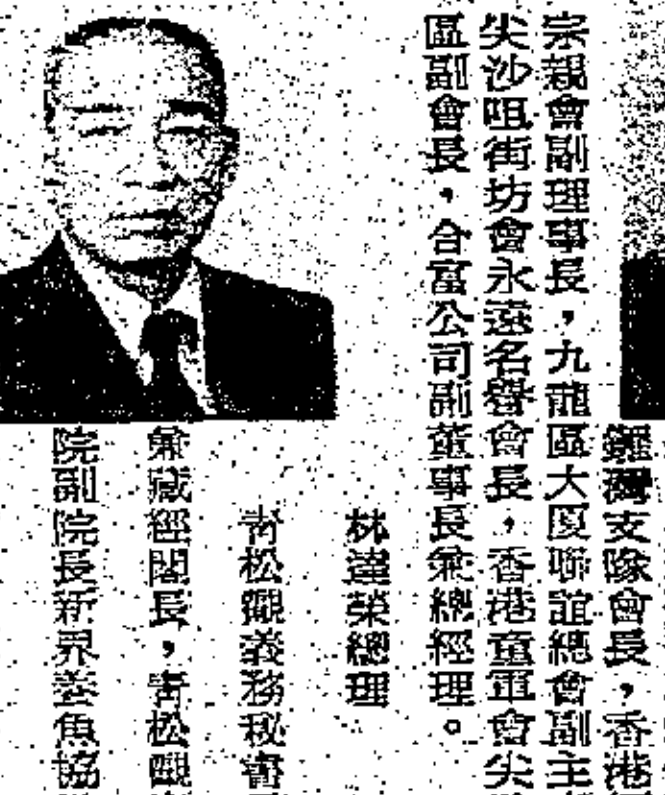 支隊會長，香港
宗親會副理事長，九龍區大厦聯誼總會副主
尖沙咀街坊會永遠名譽會長，香港童軍會尖
區副會長，合富公司副董事長兼總經理。
林達榮總理
青松觀義務秘書
兼藏經閣長，青松觀
院副院長新界養魚協